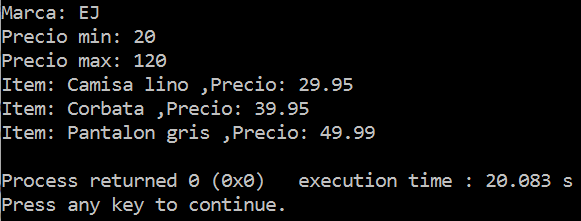 Marca: EJ
Precio min: 20
Precio max: 120
Item: Camisa lino ,Precio: 29.95
Item: Corbata ,Precio: 39.95
Item: Pantalon gris ,Precio: 49.99
Process returned 0 (0x0)   execution time : 20.083 s
Press any key to continue.